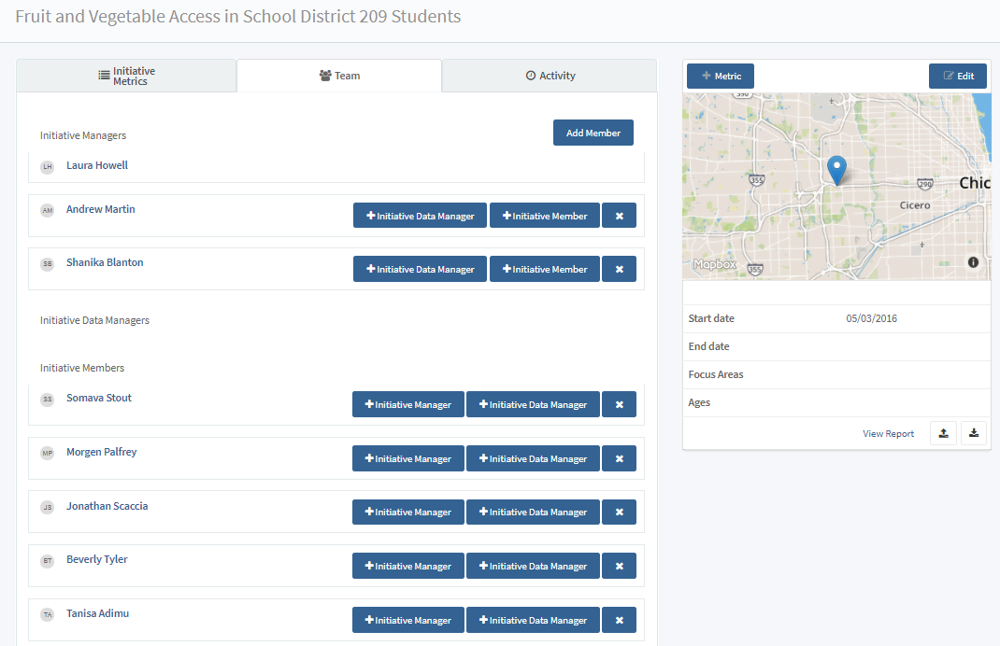 Fruit and Vegetable Access in School District 209 Students
Initiative
Metrics
Team
Activity
Initiative Managers
Add Member
LH Laura Howell
AM Andrew Martin
Initiative Data Manager
Initiative Member
SB Shanika Blanton
Initiative Data Manager
Initiative Member
Initiative Data Managers
Initiative Members
SS Somava Stout
Initiative Manager
Initiative Data Manager
MP Morgen Palfrey
Initiative Manager
Initiative Data Manager
JS Jonathan Scaccia
Initiative Manager
Initiative Data Manager
BT Beverly Tyler
Initiative Manager
Initiative Data Manager
TA Tanisa Adimu
Initiative Manager
Initiative Data Manager
Metric
Edit
390
355
290
Chic
Cicero
Mapbox
355
Start date 05/03/2016
End date
Focus Areas
Ages
View Report